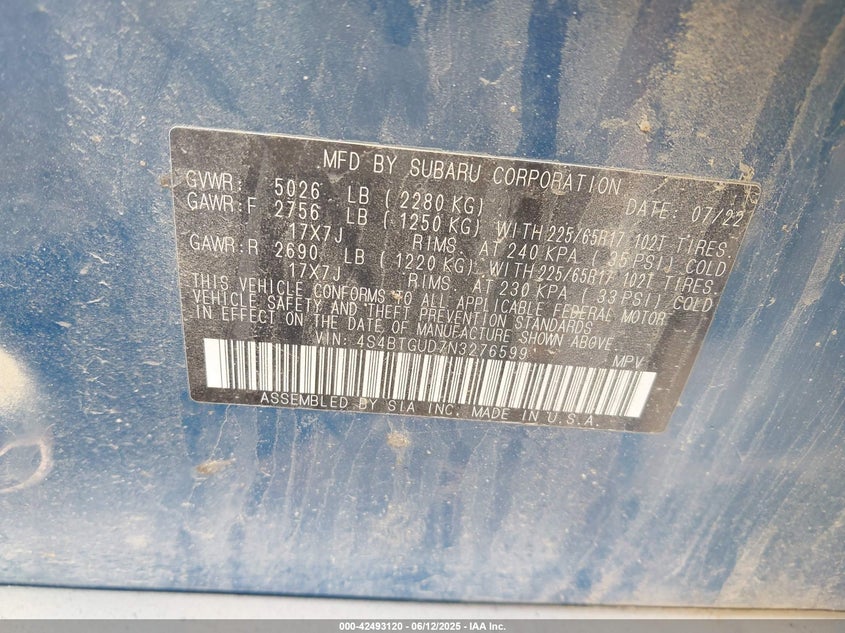 MFD BY SUBARU CORPORATION
GVWR: 5026 LB ( 2280 KG) DATE: 07/22
GAWR:F 2756 LB ( 1250 KG) WITH 225/65R17 102T TIRES
17X7J RIMS. AT 240 KPA ( 35 PSI) COLD
GAWR:R 2690 LB ( 1220 KG) WITH 225/65R17 102T TIRES
17X7J RIMS. AT 230 KPA ( 33 PSI) COLD
THIS VEHICLE CONFORMS TO ALL APPLICABLE FEDERAL MOTOR
VEHICLE SAFETY AND THEFT PREVENTION STANDARDS
IN EFFECT ON THE DATE OF MANUFACTURE SHOWN ABOVE.
VIN: 4S4BTGUD7N3276599 MPV
ASSEMBLED BY SIA INC. MADE IN U.S.A.
000-42493120 - 06/12/2025 - IAA Inc.